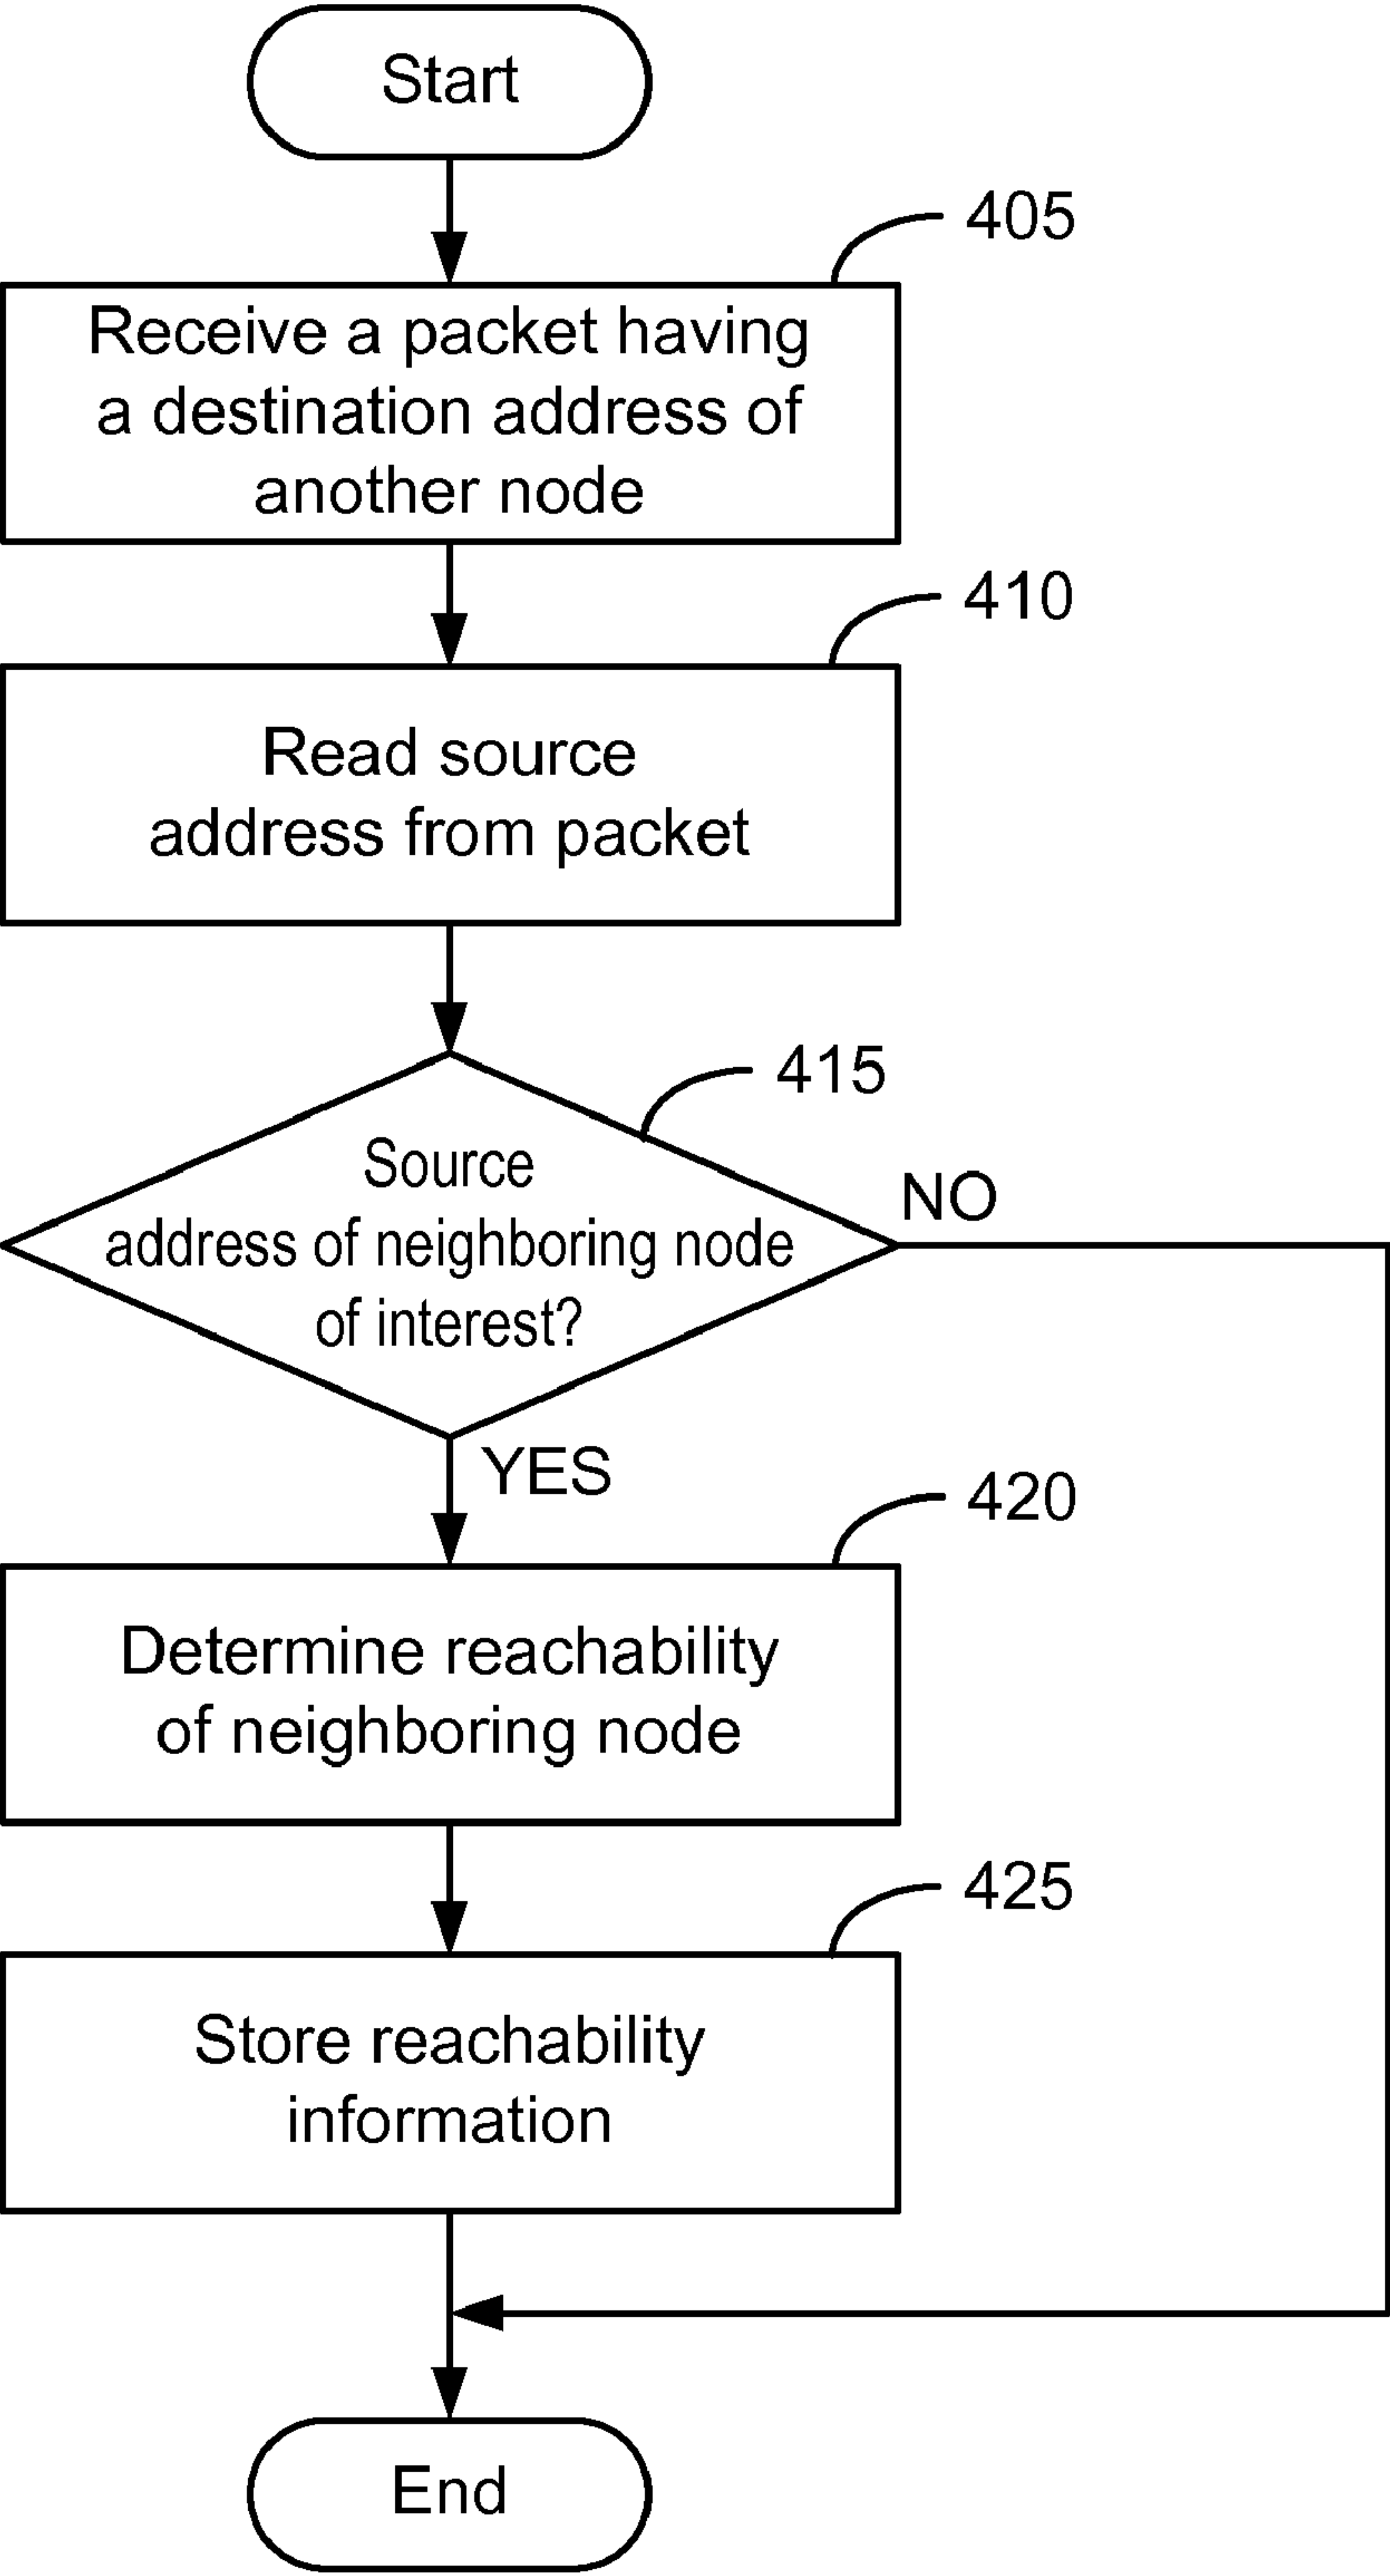 Start
405
Receive a packet having
a destination address of
another node
410
Read source
address from packet
415
Source
address of neighboring node
of interest?
NO
YES
420
Determine reachability
of neighboring node
425
Store reachability
information
End